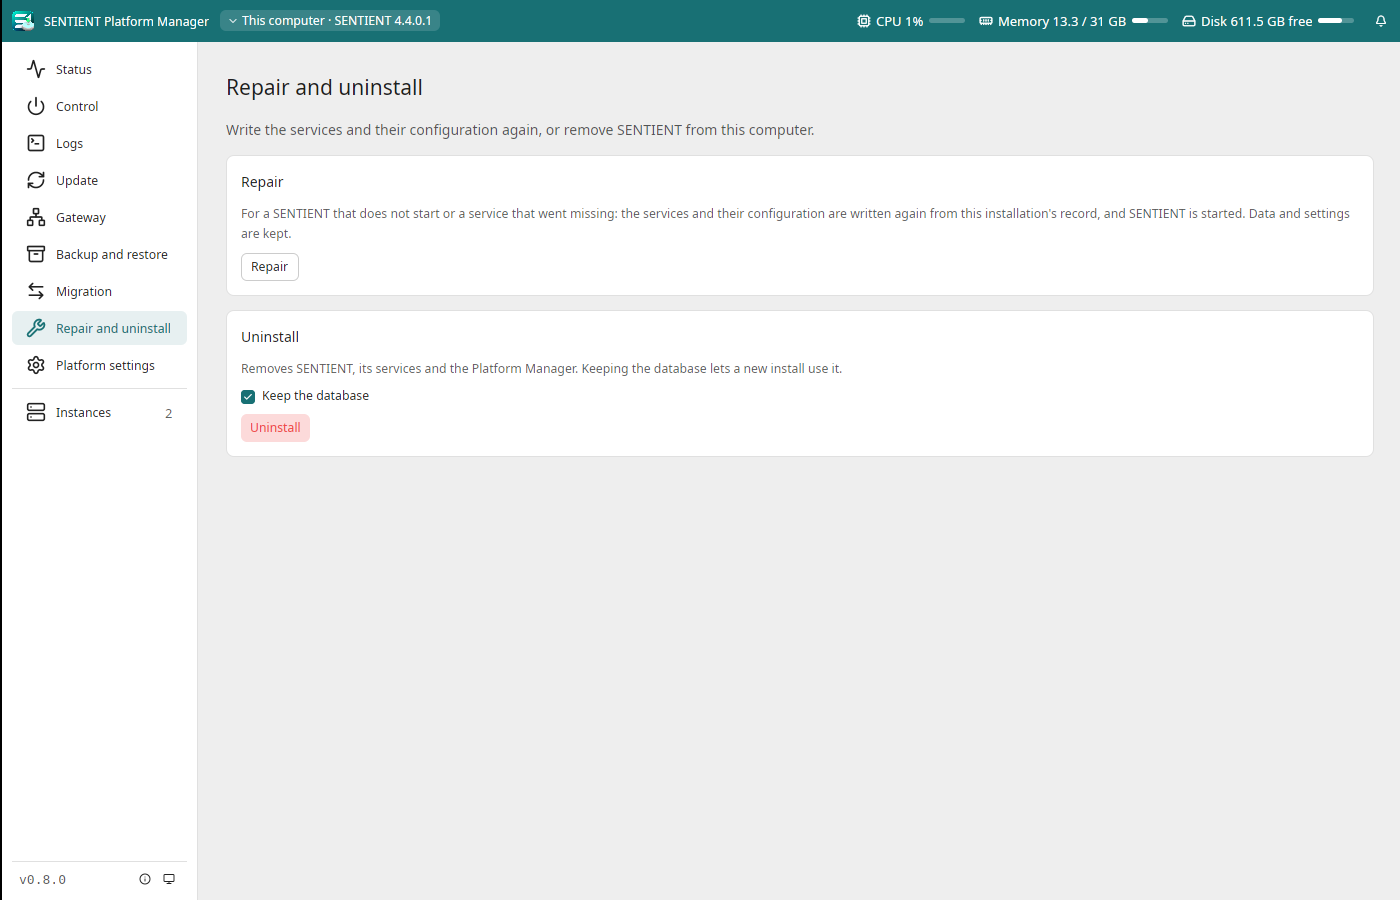 SENTIENT Platform Manager
This computer · SENTIENT 4.4.0.1
CPU 1%
Memory 13.3 / 31 GB
Disk 611.5 GB free
Status
Control
Logs
Update
Gateway
Backup and restore
Migration
Repair and uninstall
Platform settings
Instances 2
v0.8.0
Repair and uninstall
Write the services and their configuration again, or remove SENTIENT from this computer.
Repair
For a SENTIENT that does not start or a service that went missing: the services and their configuration are written again from this installation's record, and SENTIENT is started. Data and settings
are kept.
Repair
Uninstall
Removes SENTIENT, its services and the Platform Manager. Keeping the database lets a new install use it.
Keep the database
Uninstall